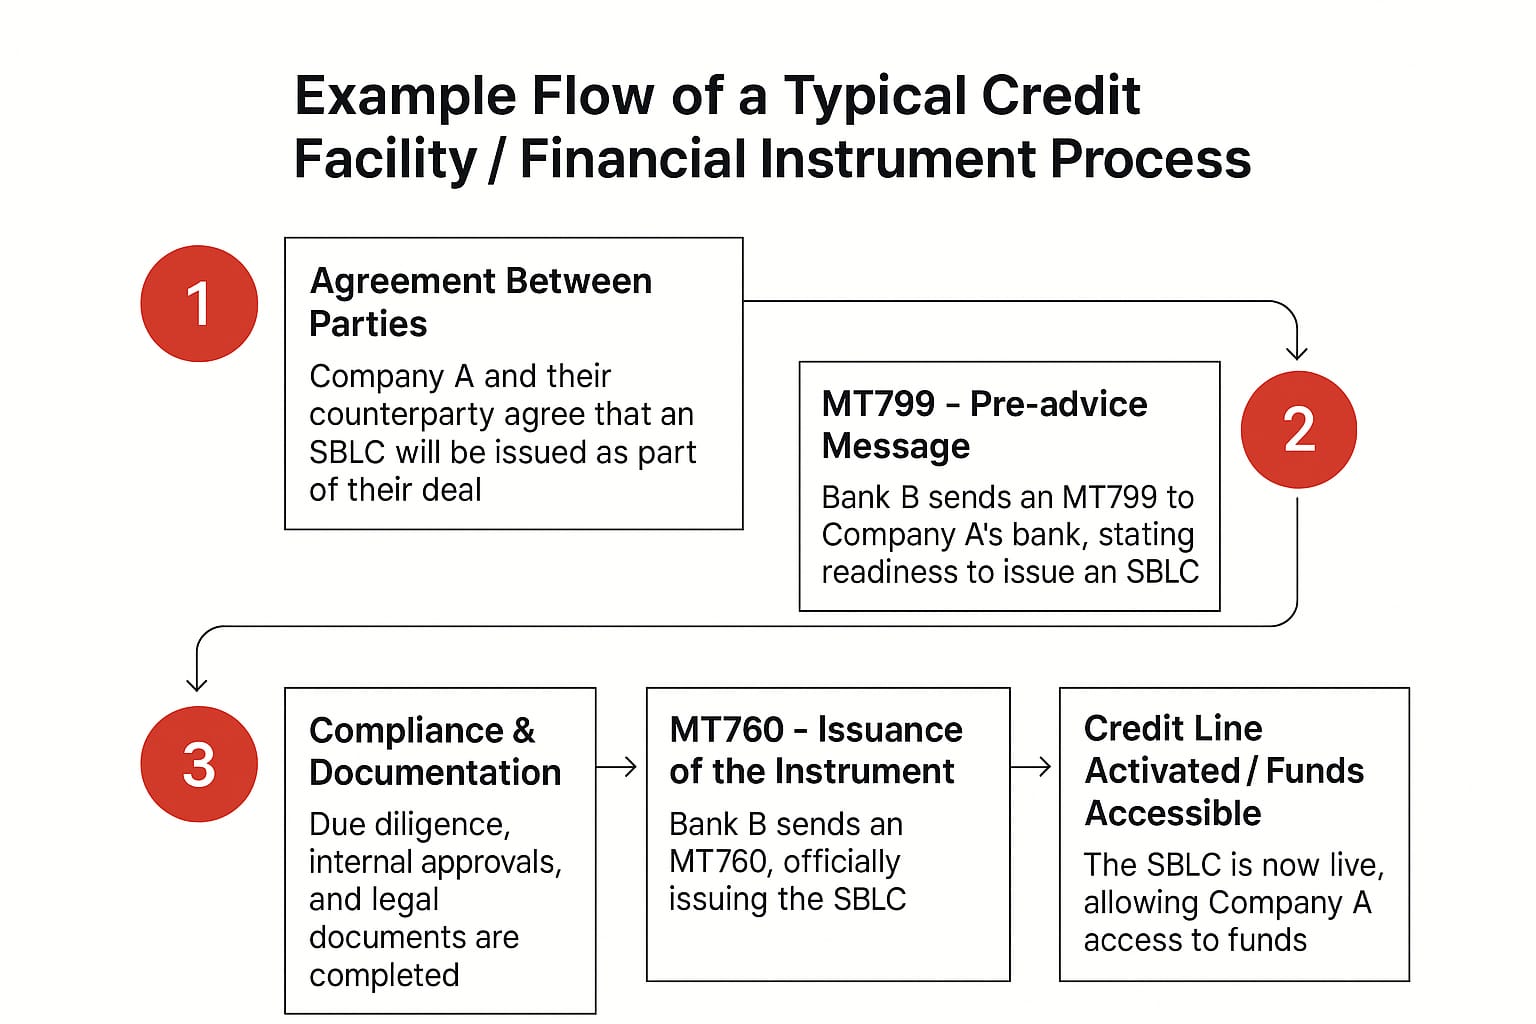 Example Flow of a Typical Credit
Facility / Financial Instrument Process
1
Agreement Between
Parties
Company A and their
counterparty agree that an
SBLC will be issued as part
of their deal
2
MT799 – Pre-advice
Message
Bank B sends an MT799 to
Company A's bank, stating
readiness to issue an SBLC
3
Compliance &
Documentation
Due diligence,
internal approvals,
and legal
documents are
completed
MT760 – Issuance
of the Instrument
Bank B sends an
MT760, officially
issuing the SBLC
Credit Line
Activated / Funds
Accessible
The SBLC is now live,
allowing Company A
access to funds